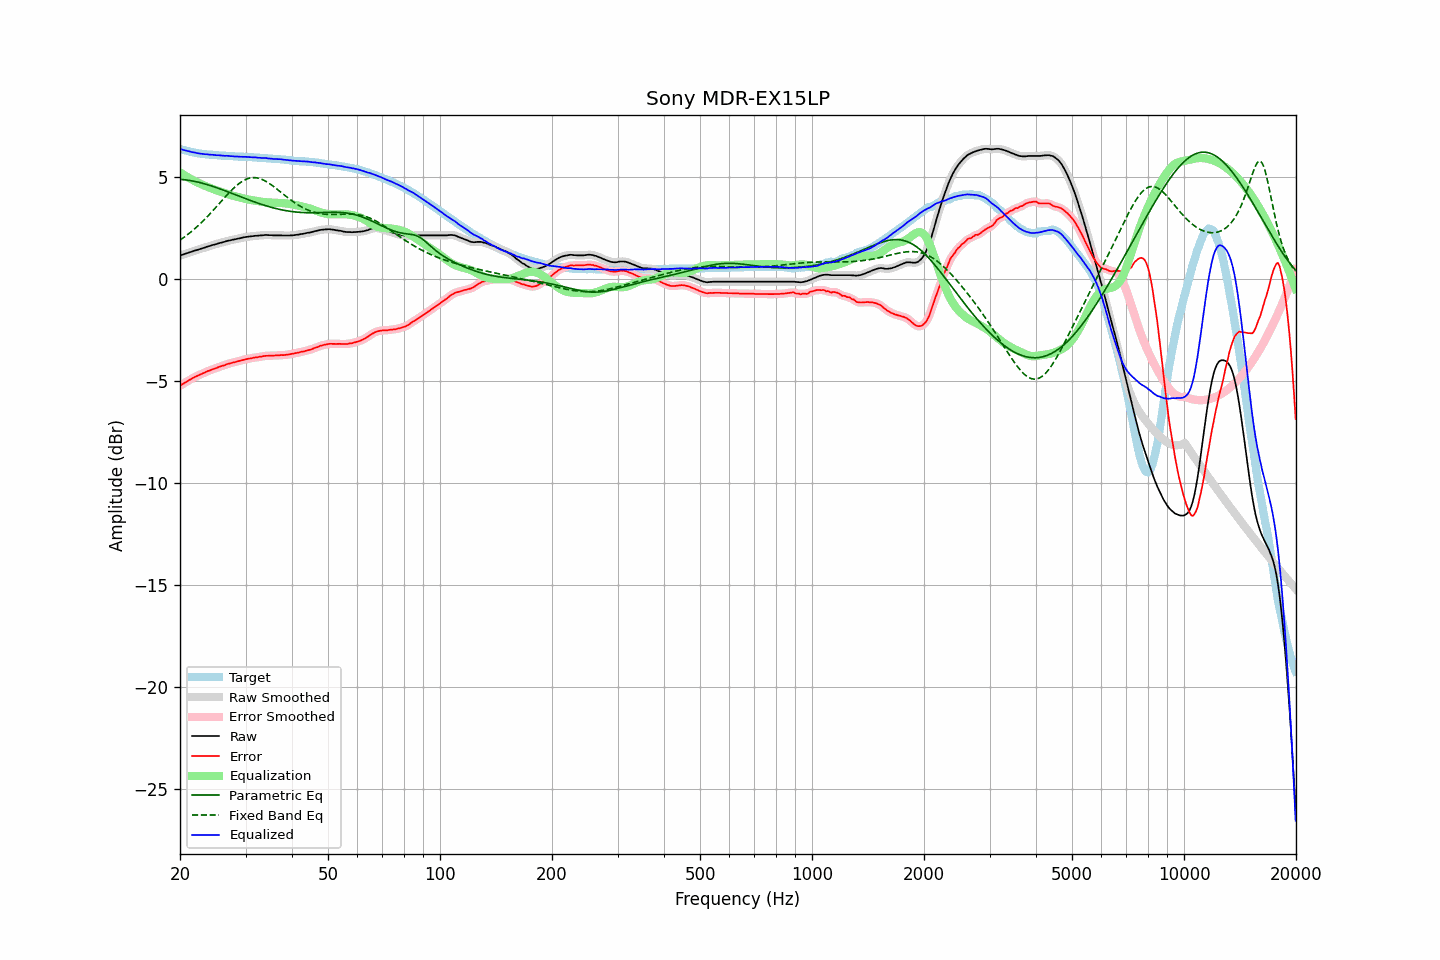 Sony MDR-EX15LP
Amplitude (dBr)
5
0
−5
−10
−15
−20
−25
Target
Raw Smoothed
Error Smoothed
Raw
Error
Equalization
Parametric Eq
Fixed Band Eq
Equalized
20 50 100 200 500 1000 2000 5000 10000 20000
Frequency (Hz)